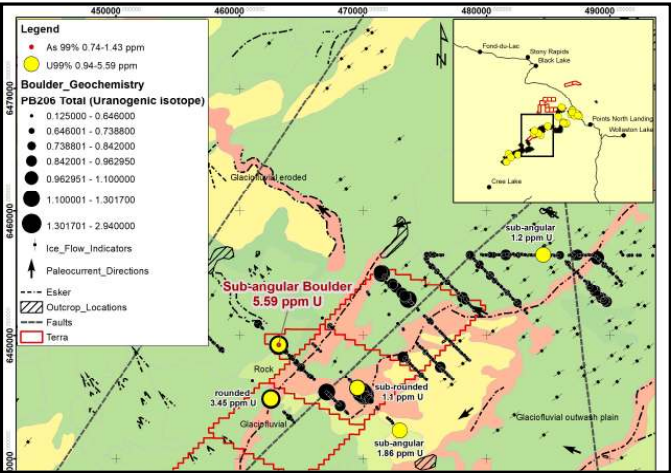 450000
460000
470000
480000
490000
Legend
As 99% 0.74-1.43 ppm
U99% 0.94-5.59 ppm
Boulder_Geochemistry
PB206 Total (Uranogenic isotope)
0.125000 - 0.646000
0.646001 - 0.738800
0.738801 - 0.842000
0.842001 - 0.962950
0.962951 - 1.100000
1.100001 - 1.301700
1.301701 - 2.940000
Ice_Flow_Indicators
Paleocurrent_Directions
Esker
Outcrop_Locations
Faults
Terra
6470000
6460000
6450000
Fond-du-Lac
Stony Rapids
Black Lake
Points North Landing
Wollaston Lake
Cree Lake
Glaciofluvial eroded
sub-angular
1.2 ppm U
Sub-angular Boulder
5.59 ppm U
Rock
rounded
3.45 ppm U
sub-rounded
1.1 ppm U
Glaciofluvial
sub-angular
1.86 ppm U
Glaciofluvial outwash plain